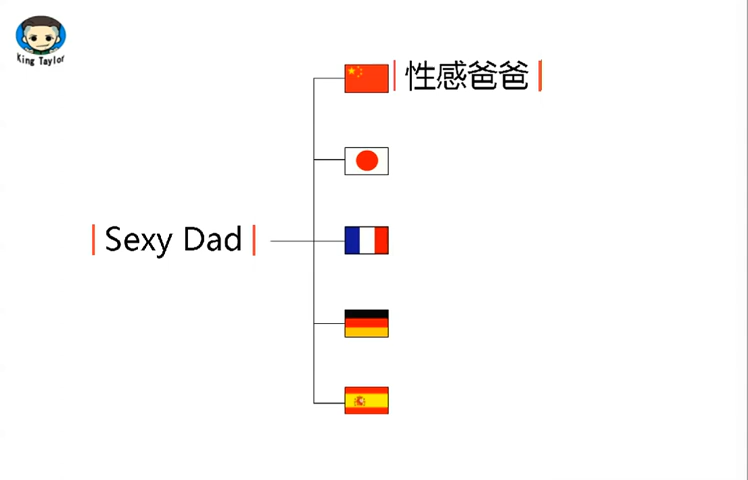 King Taylor
性感爸爸
Sexy Dad